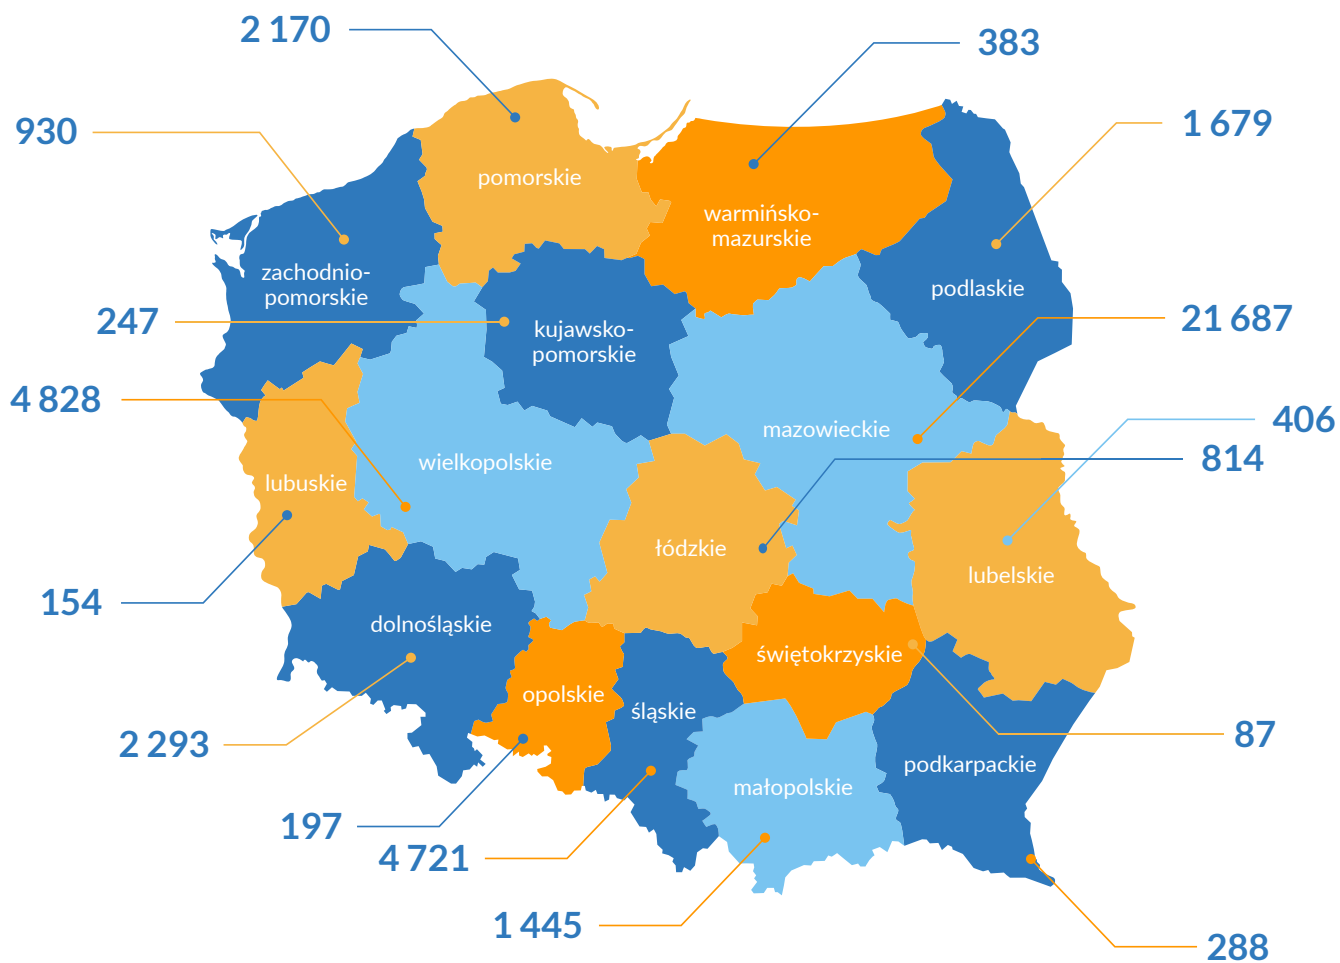 2 170
383
930
1 679
pomorskie
warmińsko-
mazurskie
zachodnio-
pomorskie
podlaskie
247
kujawsko-
pomorskie
21 687
4 828
mazowieckie
406
wielkopolskie
814
lubuskie
łódzkie
lubelskie
154
dolnośląskie
świętokrzyskie
opolskie
śląskie
2 293
87
podkarpackie
małopolskie
197
4 721
1 445
288